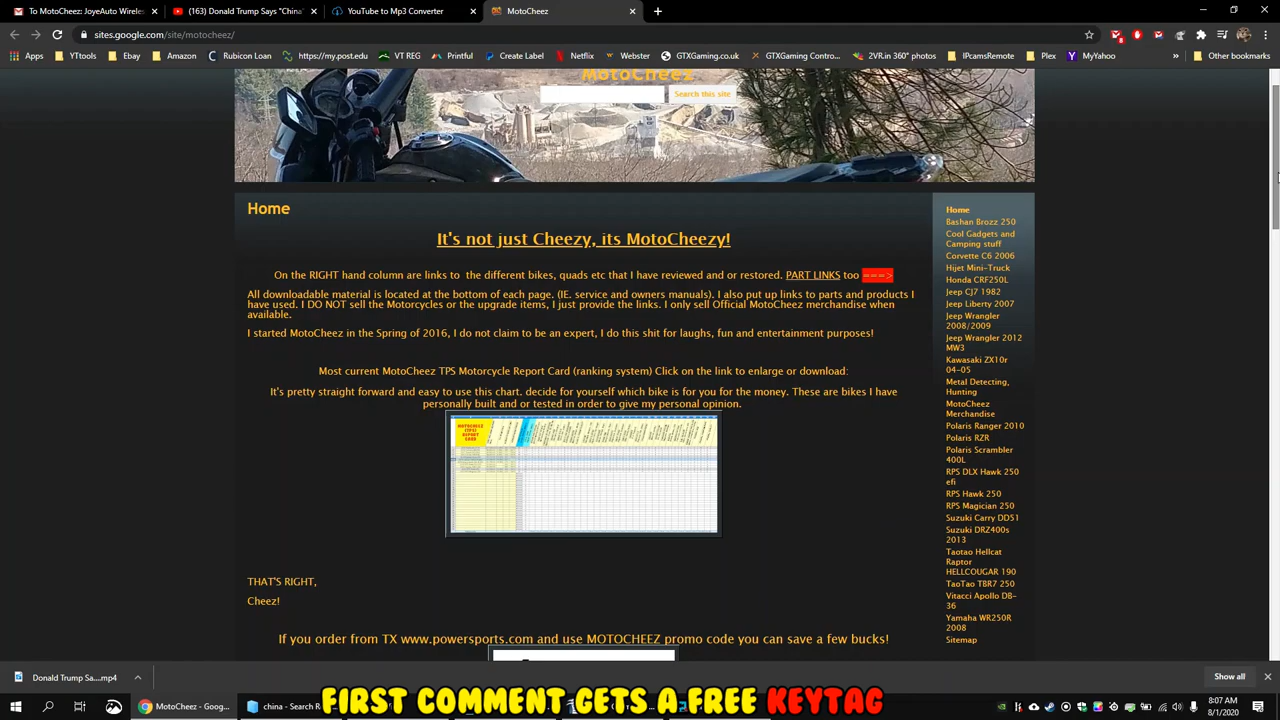 To MotoCheez: JoyAuto to Moto
(163) Donald Trump Says "China"
YouTube to MP3 Converter
MotoCheez
sites.google.com/site/motocheez/
Apps
YTtools
Ebay
Amazon
Rubicon Loan
https://my.post.edu
VT REG
Printful
Create Label
Netflix
Webster
GTXGaming.co.uk
GTXGaming Contro...
2VR.in.360° photos
IPcamsRemote
Plex
MyYahoo
»
Other bookmarks
MotoCheez
Search this site
Home
It's not just Cheezy, its MotoCheezy!
On the RIGHT hand column are links to the different bikes, quads etc that I have reviewed and or restored. PART LINKS too ===>
All downloadable material is located at the bottom of each page. (IE. service and owners manuals). I also put up links to parts and products I
have used. I DO NOT sell the Motorcycles or the upgrade items, I just provide the links. I only sell Official MotoCheez merchandise when
available.
I started MotoCheez in the Spring of 2016, I do not claim to be an expert, I do this shit for laughs, fun and entertainment purposes!
Most current MotoCheez TPS Motorcycle Report Card (ranking system) Click on the link to enlarge or download:
It's pretty straight forward and easy to use this chart. decide for yourself which bike is for you for the money. These are bikes I have
personally built and or tested in order to give my personal opinion.
MOTOCHEEZ
(TPS)
REPORT
CARD
THAT'S RIGHT,
Cheez!
If you order from TX www.powersports.com and use MOTOCHEEZ promo code you can save a few bucks!
Home
Bashan Brozz 250
Cool Gadgets and
Camping stuff
Corvette C6 2006
Hijet Mini-Truck
Honda CRF250L
Jeep CJ7 1982
Jeep Liberty 2007
Jeep Wrangler
2008/2009
Jeep Wrangler 2012
MW3
Kawasaki ZX10r
04-05
Metal Detecting,
Hunting
MotoCheez
Merchandise
Polaris Ranger 2010
Polaris RZR
Polaris Scrambler
400L
RPS DLX Hawk 250
efi
RPS Hawk 250
RPS Magician 250
Suzuki Carry DD51
Suzuki DRZ400s
2013
Taotao Hellcat
Raptor
HELLCOUGAR 190
TaoTao TBR7 250
Vitacci Apollo DB-
36
Yamaha WR250R
2008
Sitemap
Donald Trump Sa....mp4
Show all
MotoCheez - Goog...
china - Search Resu...
FIRST COMMENT GETS A FREE KEYTAG
8:07 AM
8/1/2020